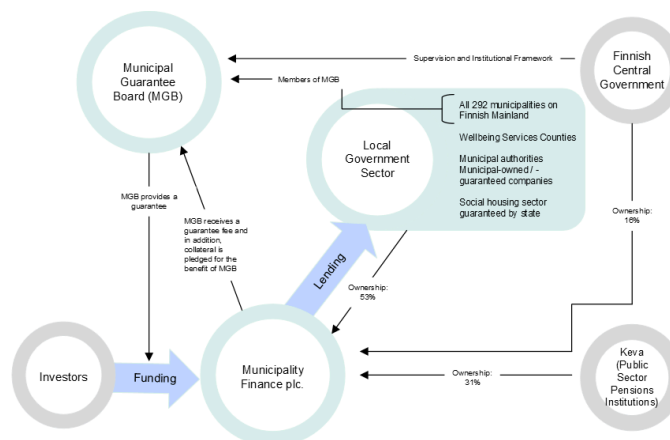 Municipal
Guarantee
Board (MGB)
Supervision and Institutional Framework
Finnish
Central
Government
Members of MGB
All 292 municipalities on
Finnish Mainland
Wellbeing Services Counties
Municipal authorities
Municipal-owned / -
guaranteed companies
Social housing sector
guaranteed by state
Local
Government
Sector
MGB provides a
guarantee
MGB receives a
guarantee fee and
in addition,
collateral is
pledged for the
benefit of MGB
Lending
Ownership:
53%
Ownership:
16%
Investors
Funding
Municipality
Finance plc.
Ownership:
31%
Keva
(Public
Sector
Pensions
Institutions)